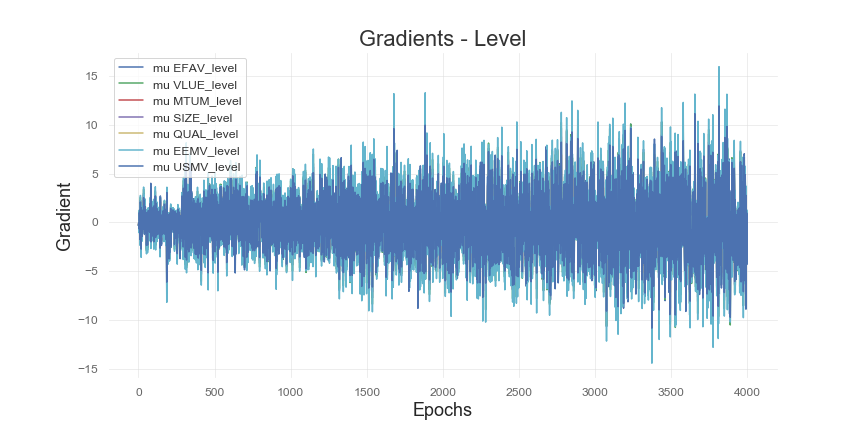 Gradients - Level
mu EFAV_level
mu VLUE_level
mu MTUM_level
mu SIZE_level
mu QUAL_level
mu EEMV_level
mu USMV_level
15
10
5
0
−5
−10
−15
Gradient
0 500 1000 1500 2000 2500 3000 3500 4000
Epochs